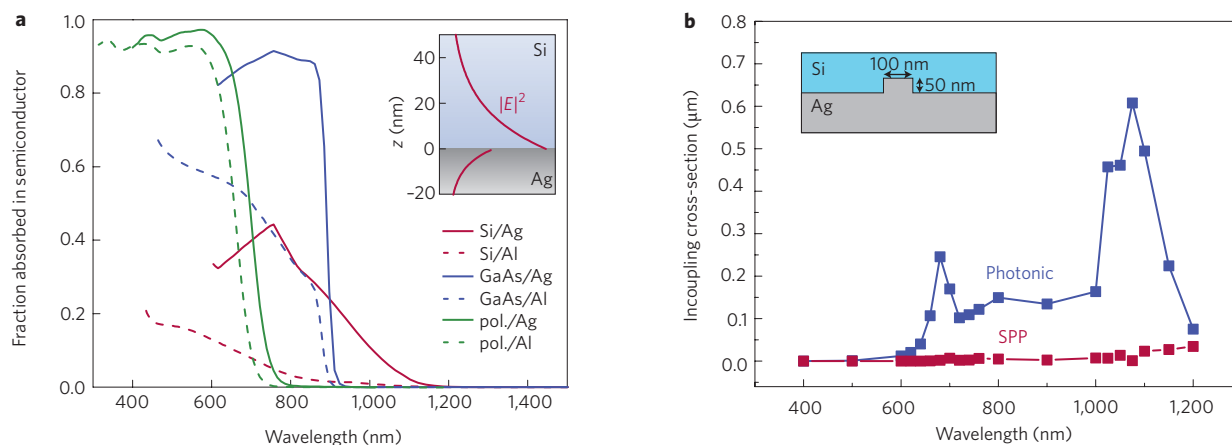 a
Fraction absorbed in semiconductor
1.0
0.8
0.6
0.4
0.2
0.0
400
600
800
1,000
1,200
1,400
Wavelength (nm)
z (nm)
40
20
0
–20
Si
|E|²
Ag
Si/Ag
Si/Al
GaAs/Ag
GaAs/Al
pol./Ag
pol./Al
b
Incoupling cross-section (μm)
0.8
0.7
0.6
0.5
0.4
0.3
0.2
0.1
0.0
400
600
800
1,000
1,200
Wavelength (nm)
Si
100 nm
50 nm
Ag
Photonic
SPP